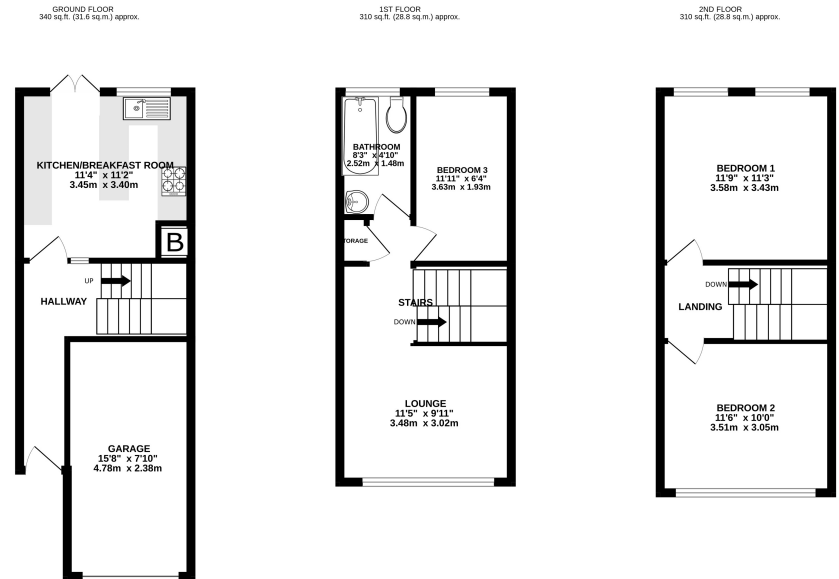 GROUND FLOOR
340 sq.ft. (31.6 sq.m.) approx.
KITCHEN/BREAKFAST ROOM
11'4" x 11'2"
3.45m x 3.40m
B
UP
HALLWAY
GARAGE
15'8" x 7'10"
4.78m x 2.38m
1ST FLOOR
310 sq.ft. (28.8 sq.m.) approx.
BATHROOM
8'3" x 4'10"
2.52m x 1.48m
BEDROOM 3
11'11" x 6'4"
3.63m x 1.93m
TORAGE
STAIRS
DOWN
LOUNGE
11'5" x 9'11"
3.48m x 3.02m
2ND FLOOR
310 sq.ft. (28.8 sq.m.) approx.
BEDROOM 1
11'9" x 11'3"
3.58m x 3.43m
DOWN
LANDING
BEDROOM 2
11'6" x 10'0"
3.51m x 3.05m